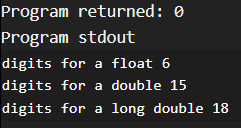 Program returned: 0
Program stdout
digits for a float 6
digits for a double 15
digits for a long double 18